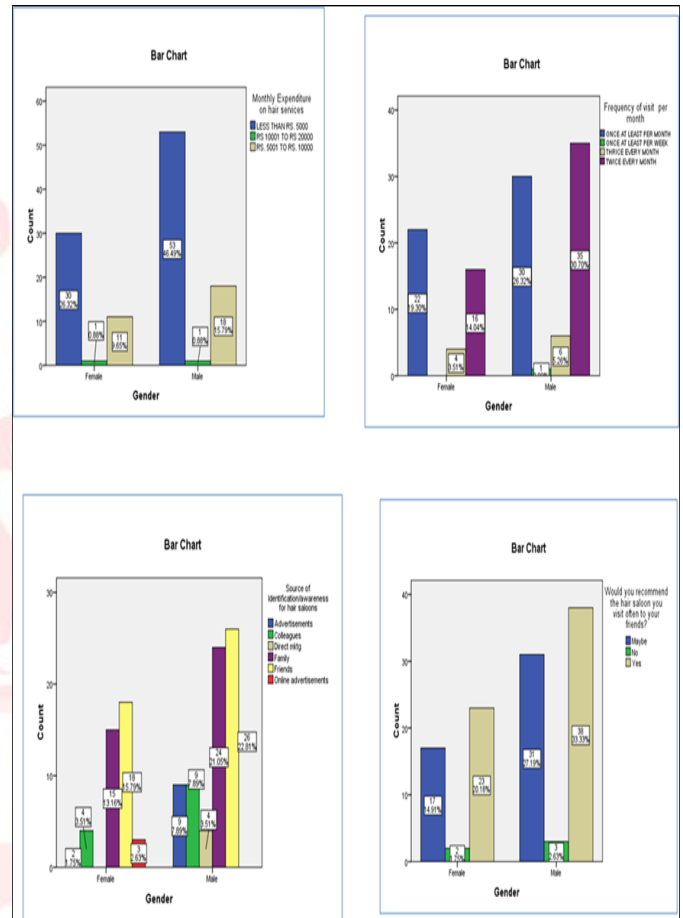 Bar Chart
Monthly Expenditure
on hair services
LESS THAN RS. 5000
RS 10001 TO RS 20000
RS. 5001 TO RS. 10000
Count
60
50
40
30
20
10
0
30
26.32%
1
0.88%
11
9.65%
53
46.49%
1
0.88%
18
15.79%
Female
Male
Gender
Bar Chart
Frequency of visit per
month
ONCE AT LEAST PER MONTH
ONCE AT LEAST PER WEEK
THRICE EVERY MONTH
TWICE EVERY MONTH
Count
40
30
20
10
0
22
19.30%
4
3.51%
16
14.04%
30
26.32%
1
6
5.26%
35
Female
Male
Gender
Bar Chart
Source of
Identification/awareness
for hair saloons
Advertisements
Colleagues
Direct mktg
Family
Friends
Online advertisements
Count
30
20
10
0
2
1.75%
4
3.51%
15
13.16%
18
15.79%
3
2.63%
9
7.89%
9
7.89%
4
3.51%
24
21.05%
26
22.81%
Female
Male
Gender
Bar Chart
Would you recommend
the hair saloon you
visit often to your
friends?
Maybe
No
Yes
Count
40
30
20
10
0
17
14.91%
2
1.75%
23
20.18%
31
27.19%
3
2.63%
38
33.33%
Female
Male
Gender